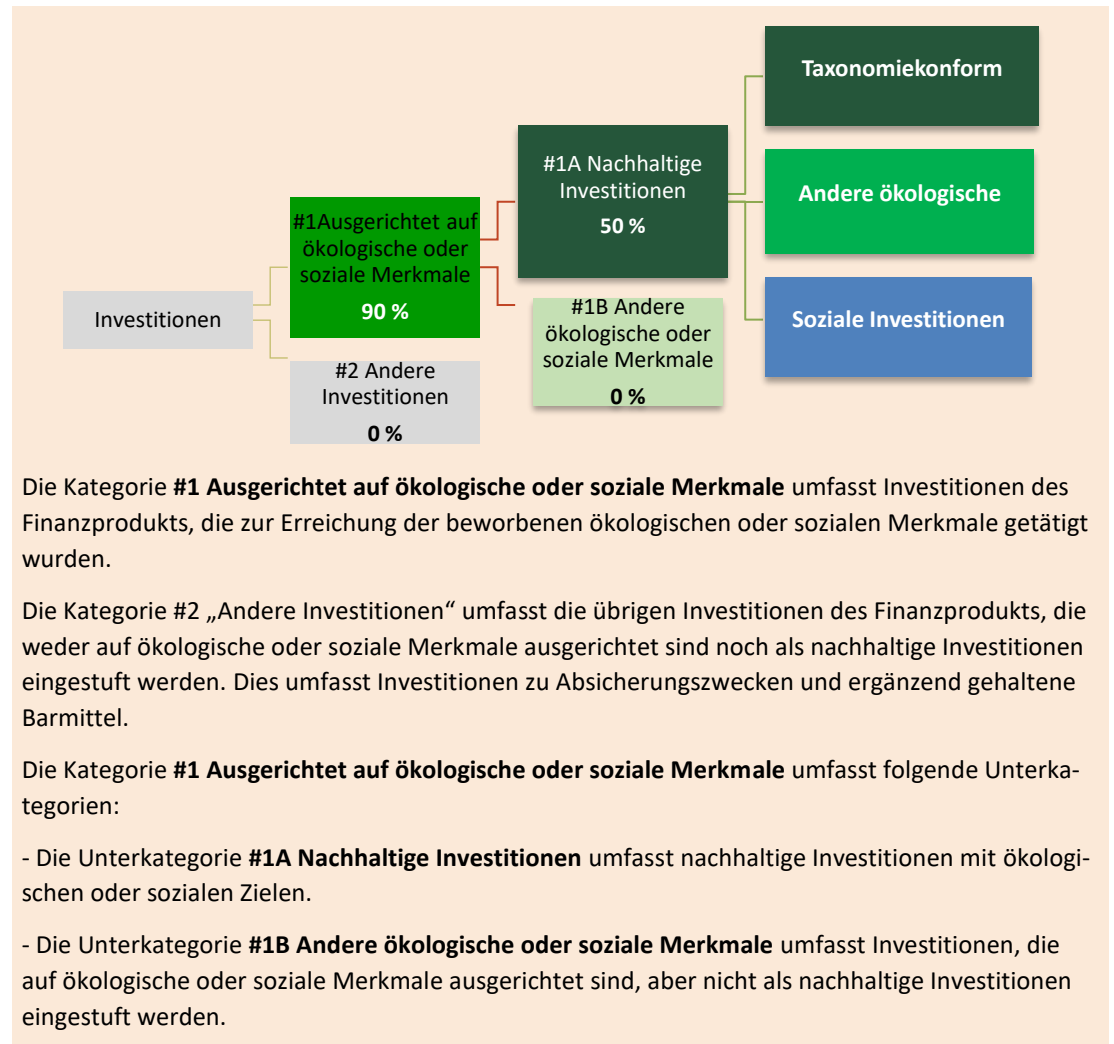 Taxonomiekonform
#1A Nachhaltige
Investitionen
50 %
Andere ökologische
#1Ausgerichtet auf
ökologische oder
soziale Merkmale
90 %
Investitionen
#1B Andere
ökologische oder
soziale Merkmale
0 %
Soziale Investitionen
#2 Andere
Investitionen
0 %
Die Kategorie #1 Ausgerichtet auf ökologische oder soziale Merkmale umfasst Investitionen des
Finanzprodukts, die zur Erreichung der beworbenen ökologischen oder sozialen Merkmale getätigt
wurden.
Die Kategorie #2 „Andere Investitionen“ umfasst die übrigen Investitionen des Finanzprodukts, die
weder auf ökologische oder soziale Merkmale ausgerichtet sind noch als nachhaltige Investitionen
eingestuft werden. Dies umfasst Investitionen zu Absicherungszwecken und ergänzend gehaltene
Barmittel.
Die Kategorie #1 Ausgerichtet auf ökologische oder soziale Merkmale umfasst folgende Unterka-
tegorien:
- Die Unterkategorie #1A Nachhaltige Investitionen umfasst nachhaltige Investitionen mit ökologi-
schen oder sozialen Zielen.
- Die Unterkategorie #1B Andere ökologische oder soziale Merkmale umfasst Investitionen, die
auf ökologische oder soziale Merkmale ausgerichtet sind, aber nicht als nachhaltige Investitionen
eingestuft werden.